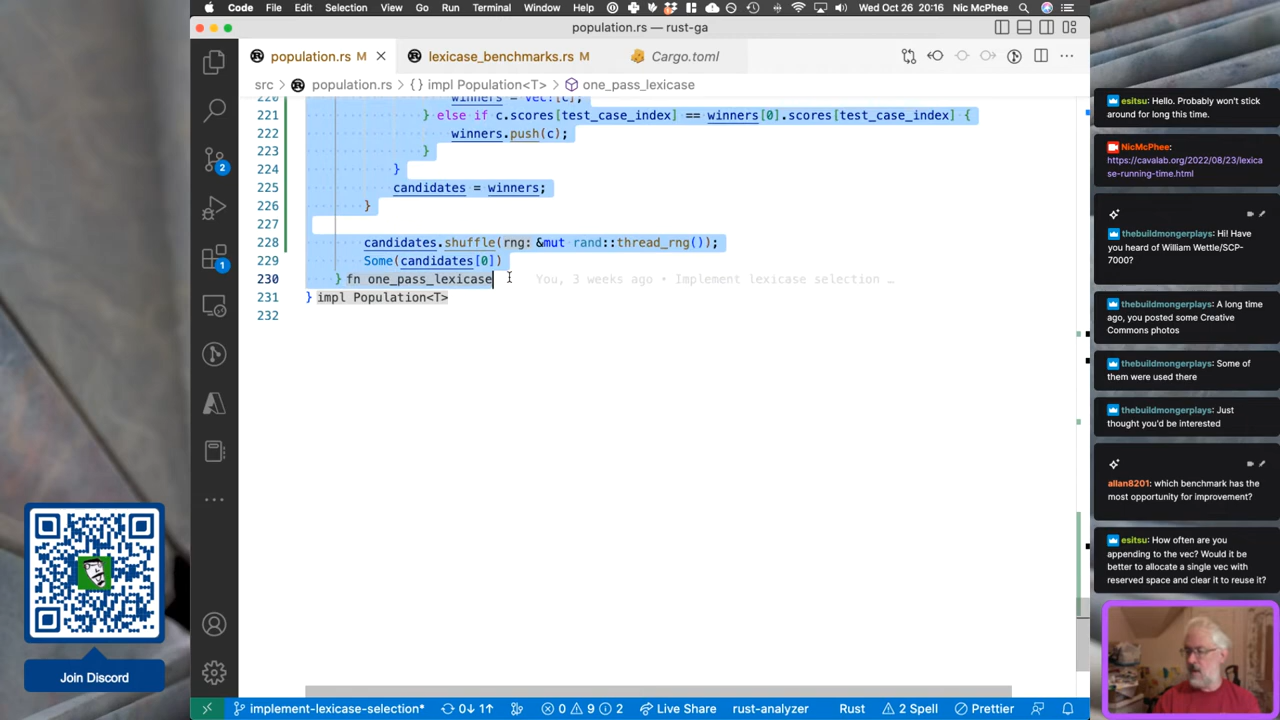 Code File Edit Selection View Go Run Terminal Window Help Wed Oct 26 20:16 Nic McPhee
population.rs — rust-ga
population.rs M lexicase_benchmarks.rs M Cargo.toml
src > population.rs > {} impl Population<T> > one_pass_lexicase
220 winners = vec![c];
221 } else if c.scores[test_case_index] == winners[0].scores[test_case_index] {
222 winners.push(c);
223 }
224 }
225 candidates = winners;
226 }
227
228 candidates.shuffle(rng: &mut rand::thread_rng());
229 Some(candidates[0])
230 } fn one_pass_lexicase You, 3 weeks ago • Implement lexicase selection …
231 } impl Population<T>
232
2
1
Join Discord
implement-lexicase-selection* 0↓ 1↑ 0 9 2 Live Share rust-analyzer Rust 2 Spell Prettier
esitsu: Hello. Probably won't stick
around for long this time.
NicMcPhee:
https://cavalab.org/2022/08/23/lexica
se-running-time.html
thebuildmongerplays: Hi! Have
you heard of William Wettle/SCP-
7000?
thebuildmongerplays: A long time
ago, you posted some Creative
Commons photos
thebuildmongerplays: Some of
them were used there
thebuildmongerplays: Just
thought you'd be interested
allan8201: which benchmark has the
most opportunity for improvement?
esitsu: How often are you
appending to the vec? Would it be
better to allocate a single vec with
reserved space and clear it to reuse it?